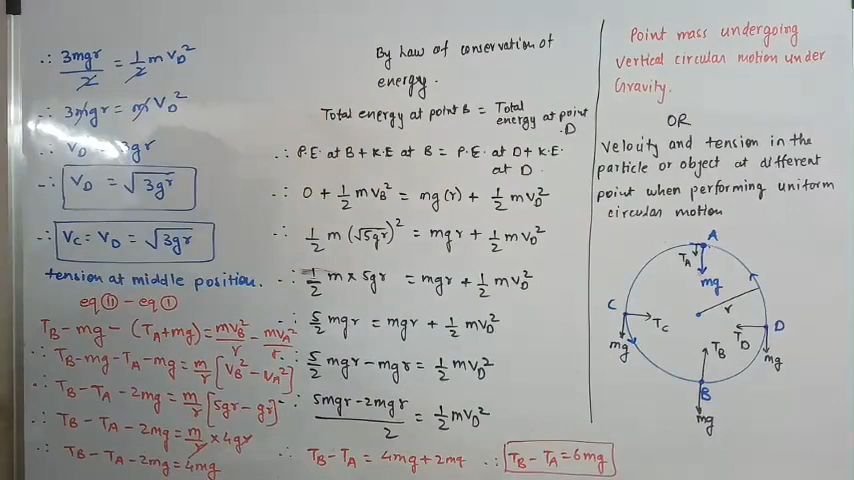 ∴ 3mgr/2 = 1/2 m V_D²
∴ 3mgr = m V_D²
∴ V_D = 3gr
∴ V_D = √3gr
∴ V_C = V_D = √3gr
tension at middle position.
eq(II) - eq(I)
T_B - mg - (T_A + mg) = mV_B²/r - mV_A²/r.
∴ T_B - mg - T_A - mg = m/r [V_B² - V_A²]
∴ T_B - T_A - 2mg = m/r [5gr - gr]
∴ T_B - T_A - 2mg = m/r × 4gr
∴ T_B - T_A - 2mg = 4mg
By Law of conservation of
energy.
Total energy at point B = Total energy at point D.
∴ P.E. at B + K.E at B = P.E. at D + K.E. at D.
∴ 0 + 1/2 m V_B² = mg(r) + 1/2 m V_D²
∴ 1/2 m (√5gr)² = mgr + 1/2 m V_D²
∴ 1/2 m × 5gr = mgr + 1/2 m V_D²
∴ 5/2 mgr = mgr + 1/2 m V_D²
∴ 5/2 mgr - mgr = 1/2 m V_D²
∴ 5mgr - 2mgr/2 = 1/2 m V_D²
∴ T_B - T_A = 4mg + 2mg ∴ T_B - T_A = 6mg
Point mass undergoing
vertical circular motion under
Gravity.
OR
Velocity and tension in the
particle or object at different
point when performing uniform
circular motion
A
T_A
mg
r
C
T_C
mg
D
T_D
mg
T_B
B
mg